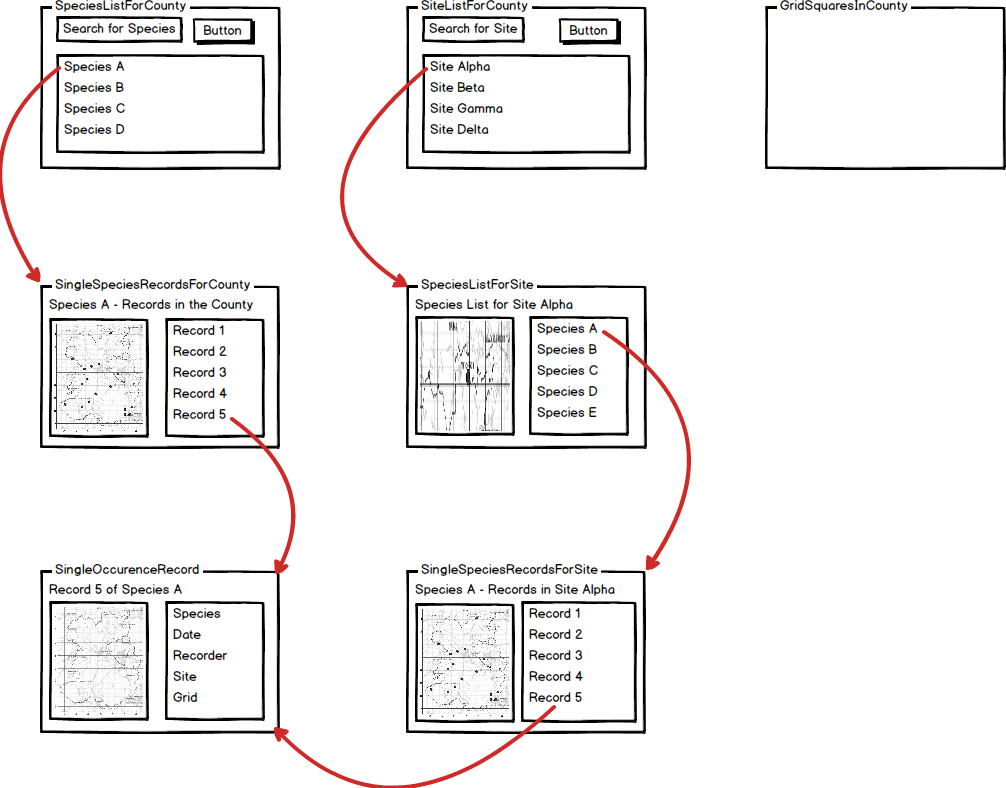 SpeciesListForCounty
Search for Species
Button
Species A
Species B
Species C
Species D
SiteListForCounty
Search for Site
Button
Site Alpha
Site Beta
Site Gamma
Site Delta
GridSquaresInCounty
SingleSpeciesRecordsForCounty
Species A - Records in the County
Record 1
Record 2
Record 3
Record 4
Record 5
SpeciesListForSite
Species List for Site Alpha
Species A
Species B
Species C
Species D
Species E
SingleOccurenceRecord
Record 5 of Species A
Species
Date
Recorder
Site
Grid
SingleSpeciesRecordsForSite
Species A - Records in Site Alpha
Record 1
Record 2
Record 3
Record 4
Record 5